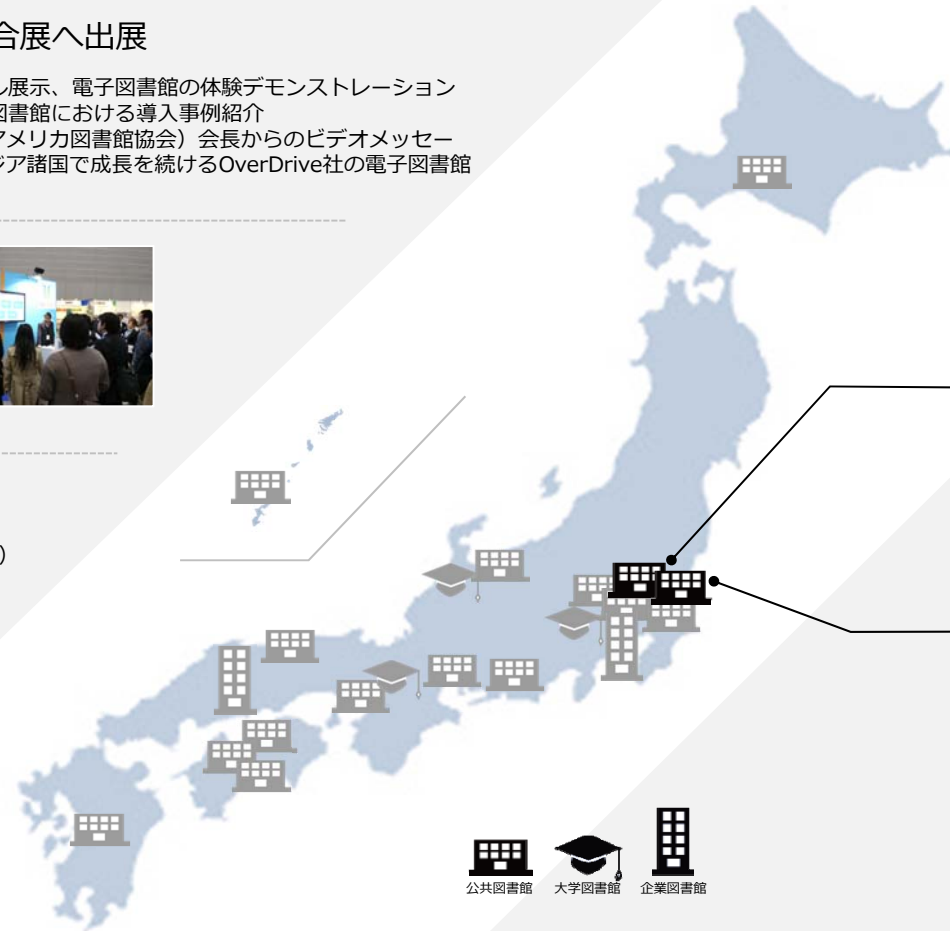 合展へ出展
ル展示、電子図書館の体験デモンストレーション
図書館における導入事例紹介
アメリカ図書館協会）会長からのビデオメッセー
ジア諸国で成長を続けるOverDrive社の電子図書館
）
公共図書館
大学図書館
企業図書館